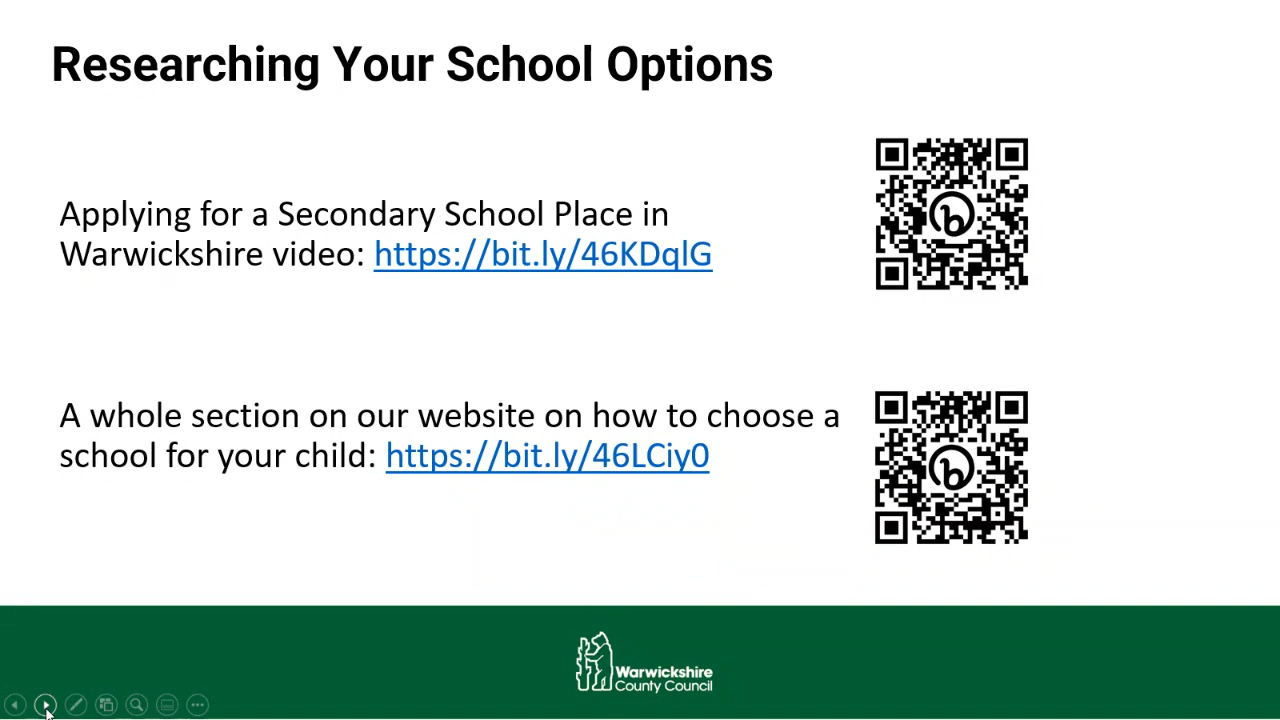 Researching Your School Options
Applying for a Secondary School Place in
Warwickshire video: https://bit.ly/46KDqlG
A whole section on our website on how to choose a
school for your child: https://bit.ly/46LCiy0
Warwickshire
County Council